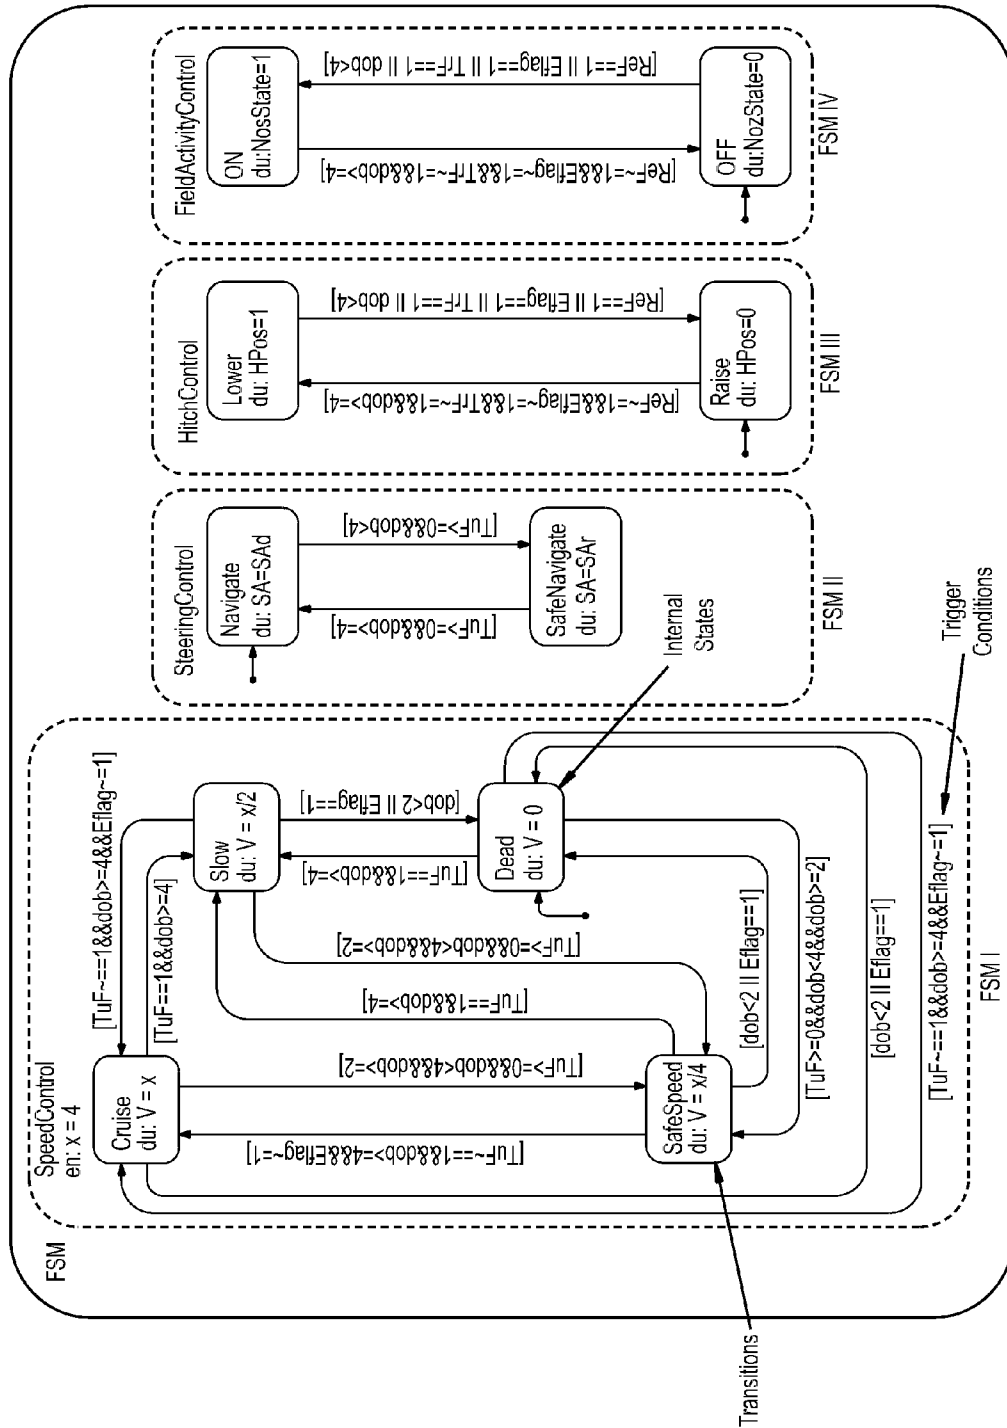 FSM
SpeedControl
en: x = 4
Cruise
du: V = x
[TuF~==1&&dob>=4&&Eflag~=1]
[TuF==1&&dob>=4]
Slow
du: V = x/2
[TuF~==1&&dob>=4&&Eflag~=1]
[TuF>=0&&dob<4&&dob>=2]
[TuF==1&&dob>=4]
[TuF>=0&&dob<4&&dob>=2]
[TuF==1&&dob>=4]
[dob<2 || Eflag==1]
SafeSpeed
du: V = x/4
Dead
du: V = 0
[dob<2 || Eflag==1]
[TuF>=0&&dob<4&&dob>=2]
[dob<2 || Eflag==1]
[TuF~==1&&dob>=4&&Eflag~=1]
FSM I
Transitions
Internal
States
Trigger
Conditions
SteeringControl
Navigate
du: SA=SAd
[TuF>=0&&dob>=4]
[TuF>=0&&dob<4]
SafeNavigate
du: SA=SAr
FSM II
HitchControl
Lower
du: HPos=1
[ReF~=1&&Eflag~=1&&TrF~=1&&dob>=4]
[ReF==1 || Eflag==1 || TrF==1 || dob<4]
Raise
du: HPos=0
FSM III
FieldActivityControl
ON
du:NosState=1
[ReF~=1&&Eflag~=1&&TrF~=1&&dob>=4]
[ReF==1 || Eflag==1 || TrF==1 || dob<4]
OFF
du:NozState=0
FSM IV